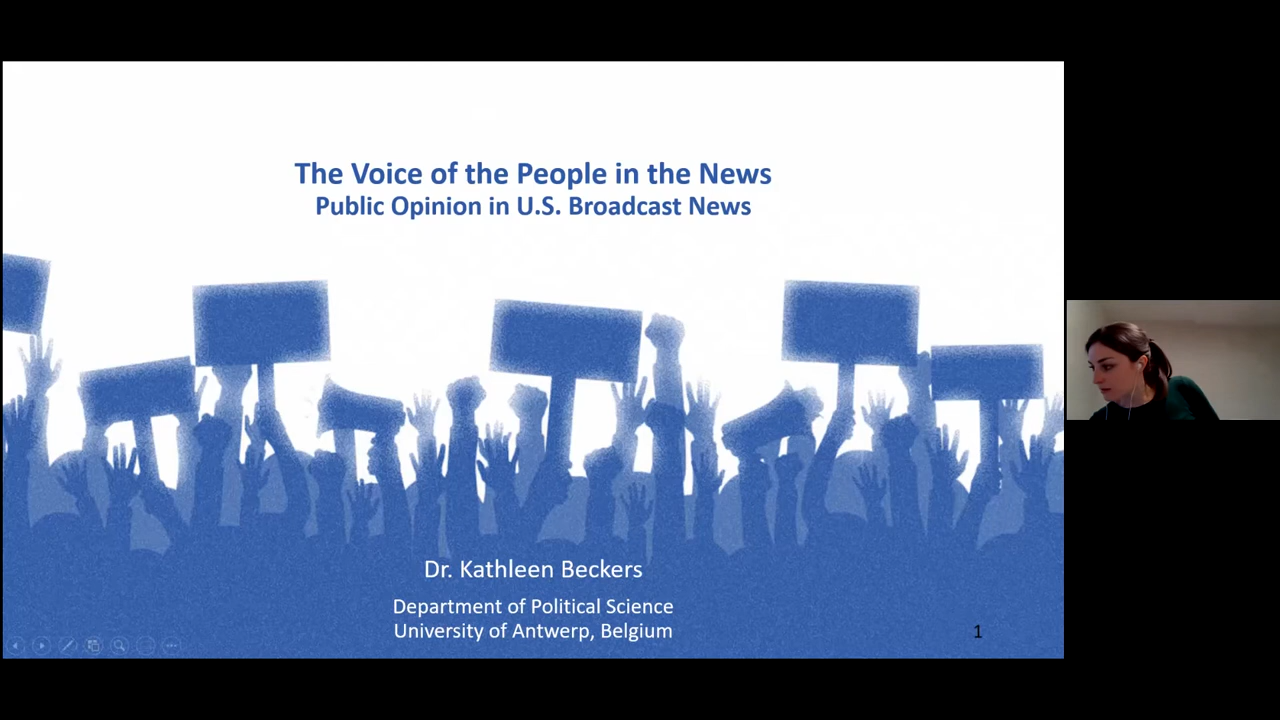 The Voice of the People in the News
Public Opinion in U.S. Broadcast News
Dr. Kathleen Beckers
Department of Political Science
University of Antwerp, Belgium
1